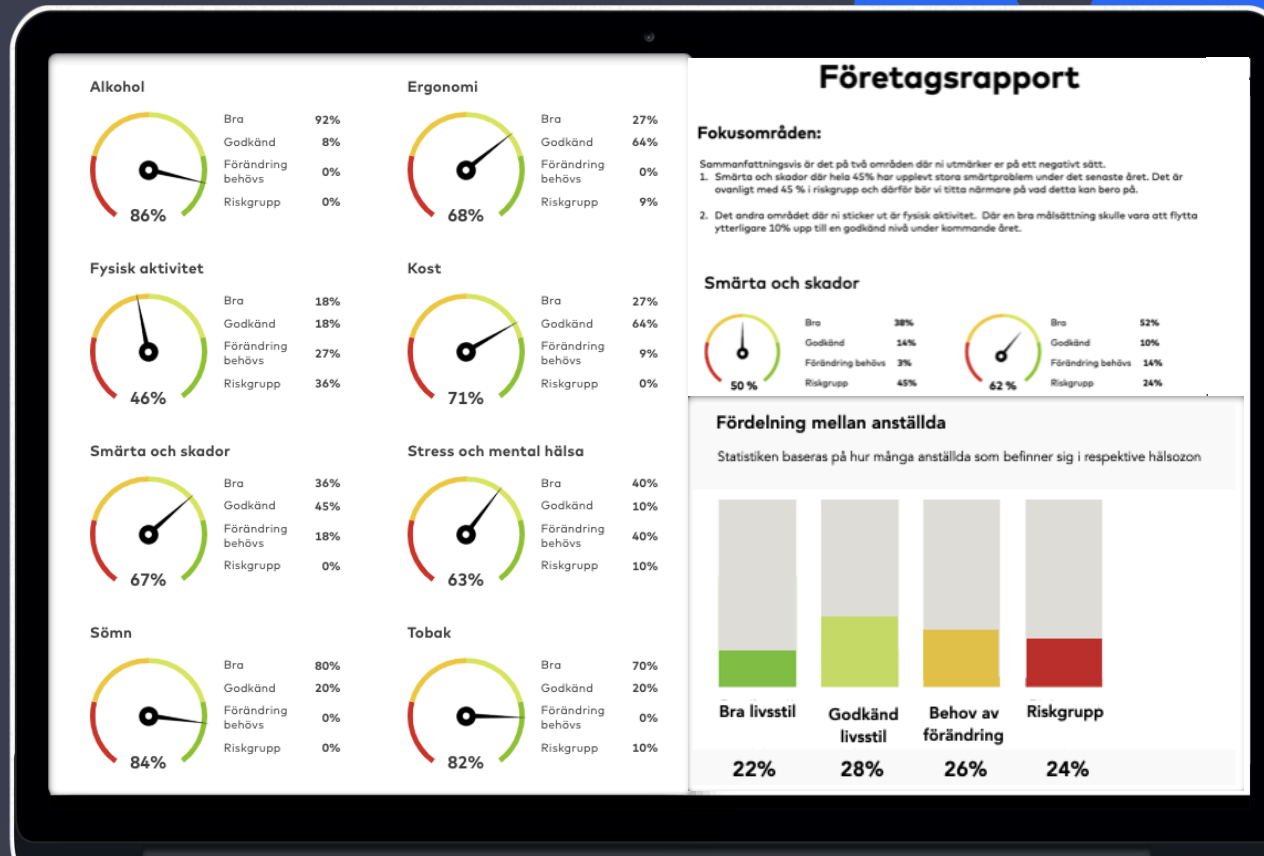 Alkohol
Bra 92%
Godkänd 8%
Förändring
behövs 0%
Riskgrupp 0%
86%
Ergonomi
Bra 27%
Godkänd 64%
Förändring
behövs 0%
Riskgrupp 9%
68%
Fysisk aktivitet
Bra 18%
Godkänd 18%
Förändring
behövs 27%
Riskgrupp 36%
46%
Kost
Bra 27%
Godkänd 64%
Förändring
behövs 9%
Riskgrupp 0%
71%
Smärta och skador
Bra 36%
Godkänd 45%
Förändring
behövs 18%
Riskgrupp 0%
67%
Stress och mental hälsa
Bra 40%
Godkänd 10%
Förändring
behövs 40%
Riskgrupp 10%
63%
Sömn
Bra 80%
Godkänd 20%
Förändring
behövs 0%
Riskgrupp 0%
84%
Tobak
Bra 70%
Godkänd 20%
Förändring
behövs 0%
Riskgrupp 10%
82%
Företagsrapport
Fokusområden:
Sammanfattningsvis är det på två områden där ni utmärker er på ett negativt sätt.
1. Smärta och skador där hela 45% har upplevt stora smärtproblem under det senaste året. Det är
ovanligt med 45 % i riskgrupp och därför bör vi titta närmare på vad detta kan bero på.
2. Det andra området där ni sticker ut är fysisk aktivitet. Där en bra målsättning skulle vara att flytta
ytterligare 10% upp till en godkänd nivå under kommande året.
Smärta och skador
Bra 38%
Godkänd 14%
Förändring behövs 3%
Riskgrupp 45%
50 %
Bra 52%
Godkänd 10%
Förändring behövs 14%
Riskgrupp 24%
62 %
Fördelning mellan anställda
Statistiken baseras på hur många anställda som befinner sig i respektive hälsozon
Bra livsstil
Godkänd
livsstil
Behov av
förändring
Riskgrupp
22% 28% 26% 24%